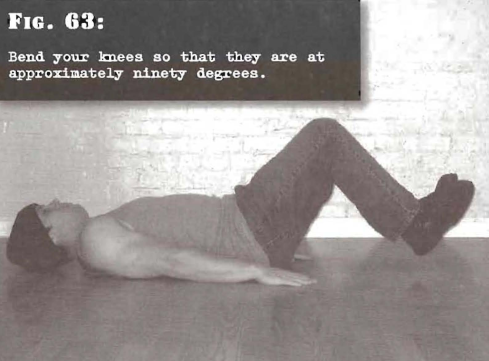 Fig. 63:
Bend your knees so that they are at
approximately ninety degrees.